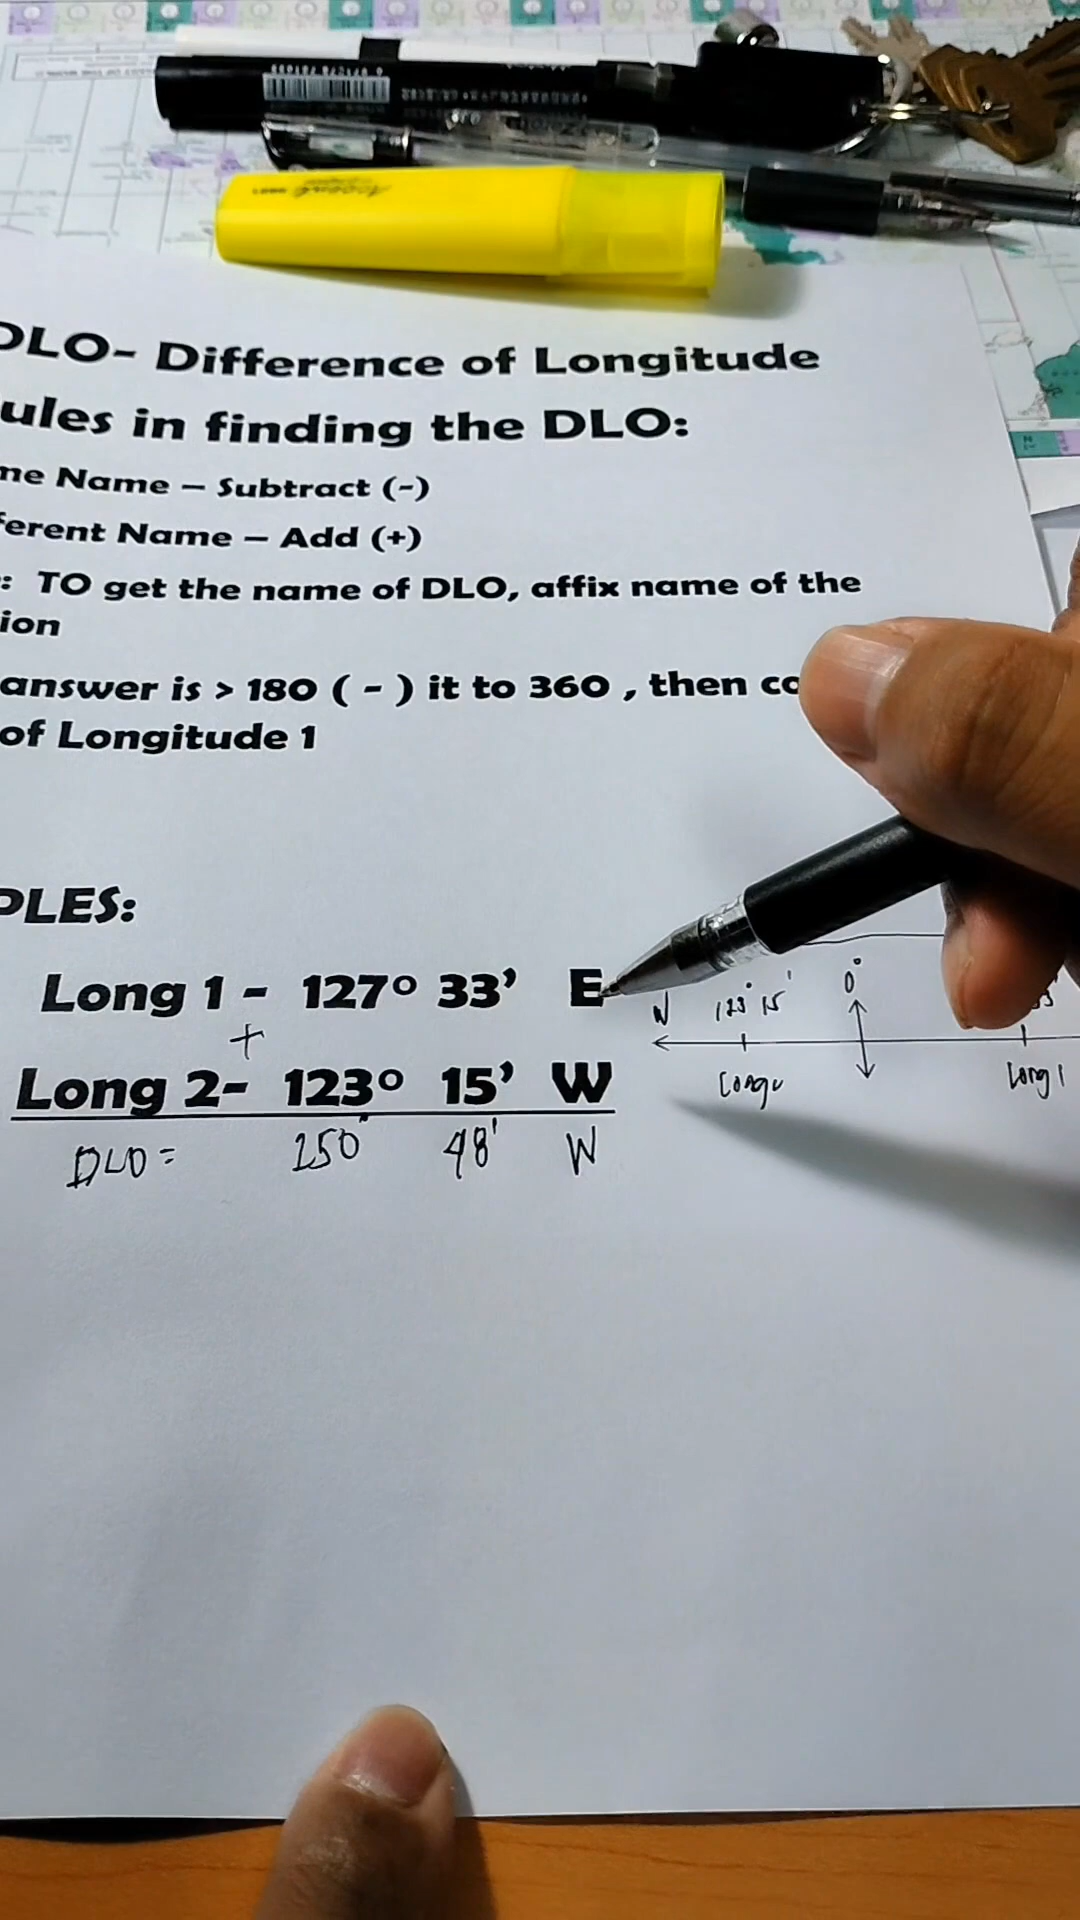 DLO- Difference of Longitude
ules in finding the DLO:
me Name – Subtract (-)
ferent Name – Add (+)
: TO get the name of DLO, affix name of the
ion
answer is > 180 ( - ) it to 360 , then co
of Longitude 1
PLES:
Long 1 - 127° 33’ E
+
Long 2- 123° 15’ W
DLO = 250° 48' W
W 123° 15' 0°
Long 2 Long 1